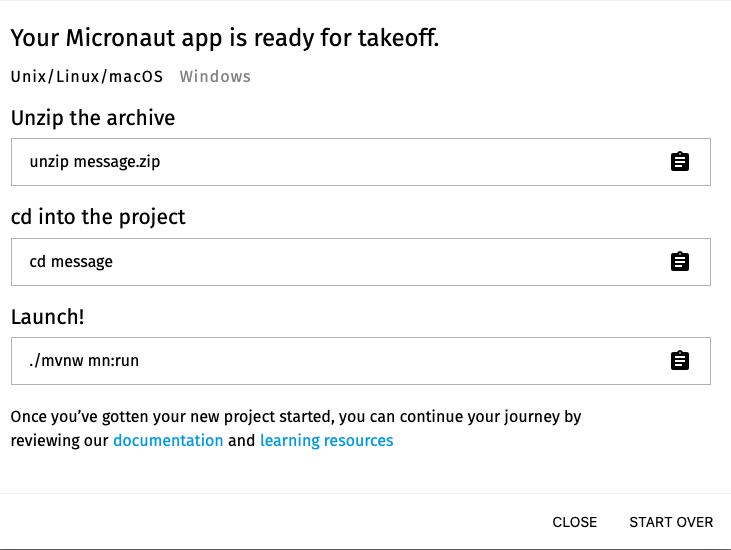 Your Micronaut app is ready for takeoff.
Unix/Linux/macOS Windows
Unzip the archive
unzip message.zip
cd into the project
cd message
Launch!
./mvnw mn:run
Once you’ve gotten your new project started, you can continue your journey by
reviewing our documentation and learning resources
CLOSE START OVER